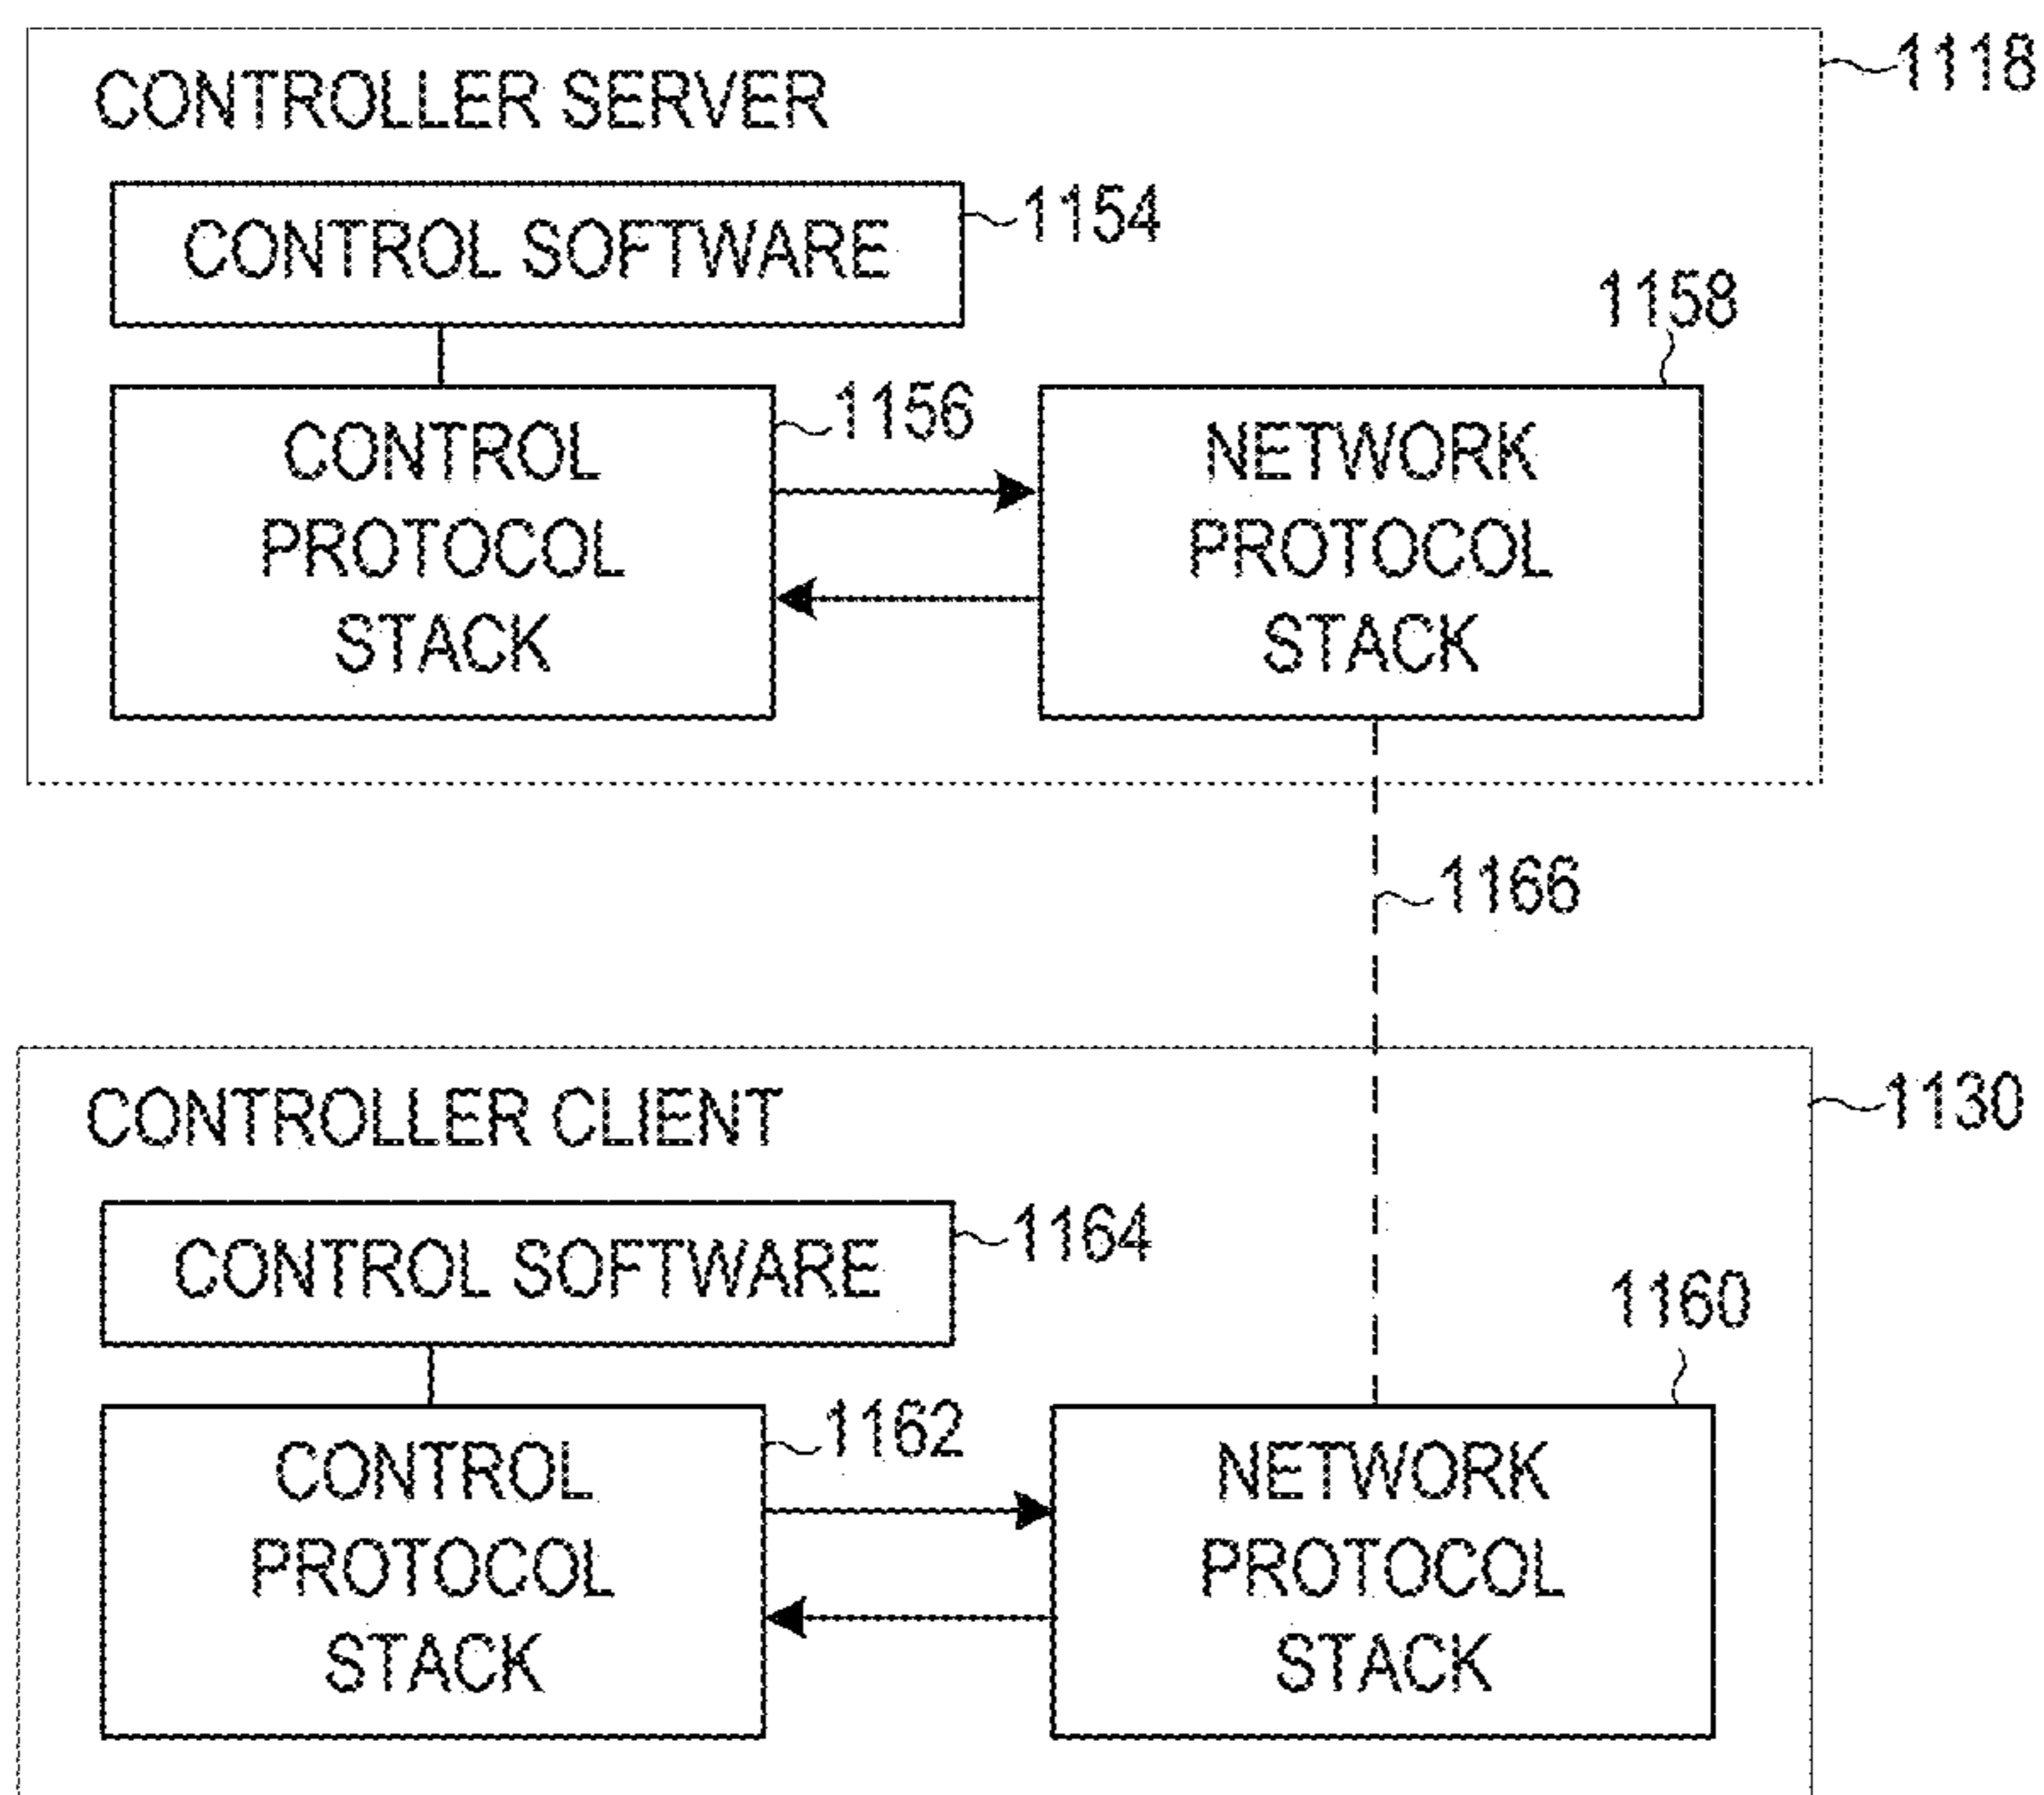 1118
CONTROLLER SERVER
CONTROL SOFTWARE
1154
1158
CONTROL
PROTOCOL
STACK
1156
NETWORK
PROTOCOL
STACK
1166
CONTROLLER CLIENT
1130
CONTROL SOFTWARE
1164
1160
CONTROL
PROTOCOL
STACK
1162
NETWORK
PROTOCOL
STACK